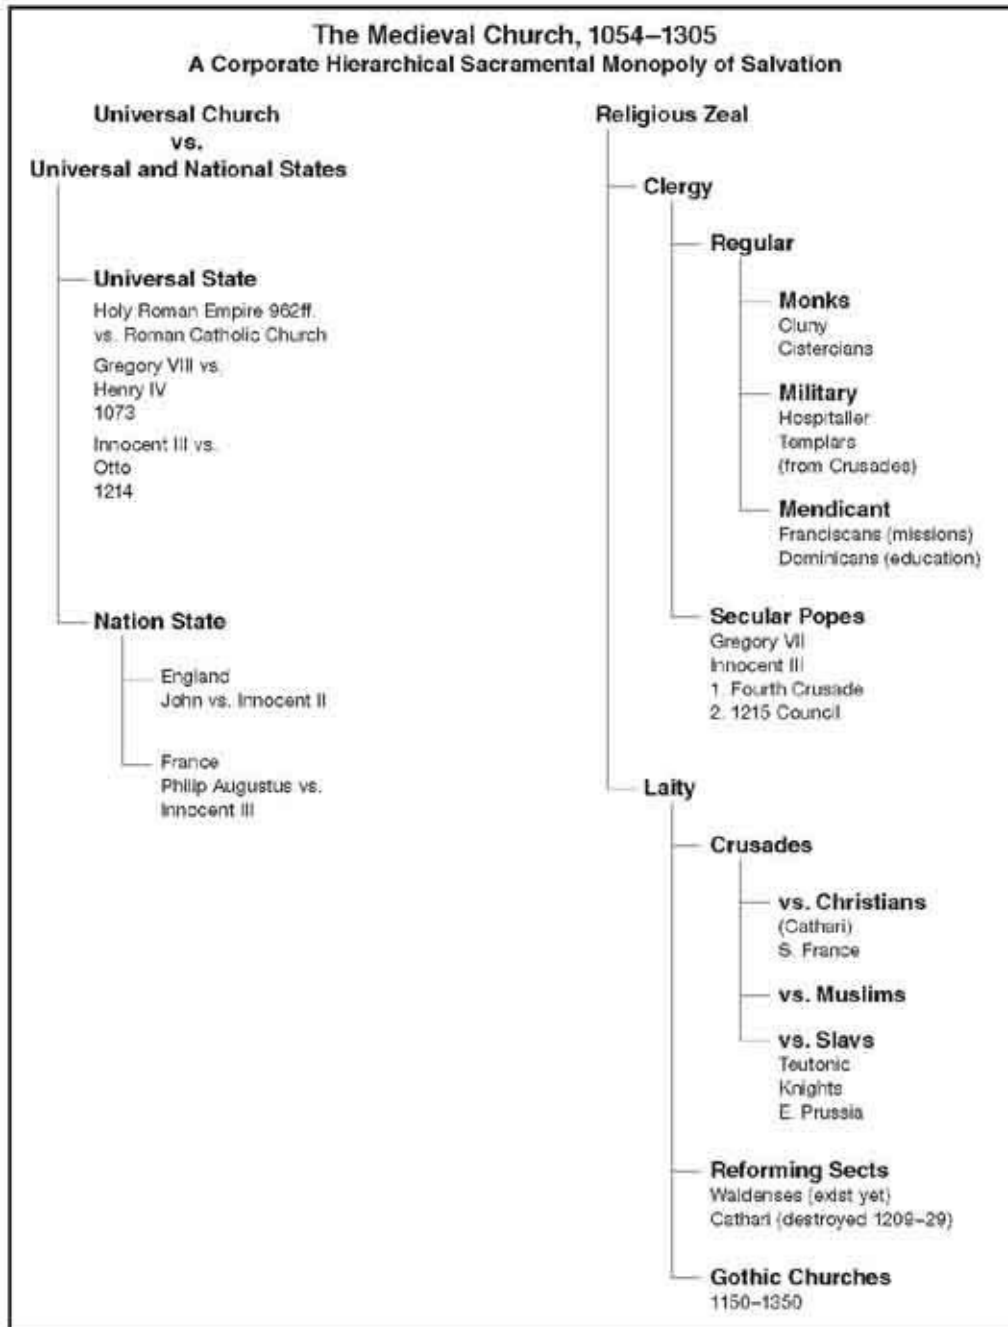 The Medieval Church, 1054–1305
A Corporate Hierarchical Sacramental Monopoly of Salvation
Universal Church
vs.
Universal and National States
Universal State
Holy Roman Empire 962ff.
vs. Roman Catholic Church
Gregory VIII vs.
Henry IV
1073
Innocent III vs.
Otto
1214
Nation State
England
John vs. Innocent II
France
Philip Augustus vs.
Innocent III
Religious Zeal
Clergy
Regular
Monks
Cluny
Cistercians
Military
Hospitaller
Templars
(from Crusades)
Mendicant
Franciscans (missions)
Dominicans (education)
Secular Popes
Gregory VII
Innocent III
1. Fourth Crusade
2. 1215 Council
Laity
Crusades
vs. Christians
(Cathari)
S. France
vs. Muslims
vs. Slavs
Teutonic
Knights
E. Prussia
Reforming Sects
Waldenses (exist yet)
Cathari (destroyed 1209–29)
Gothic Churches
1150–1350